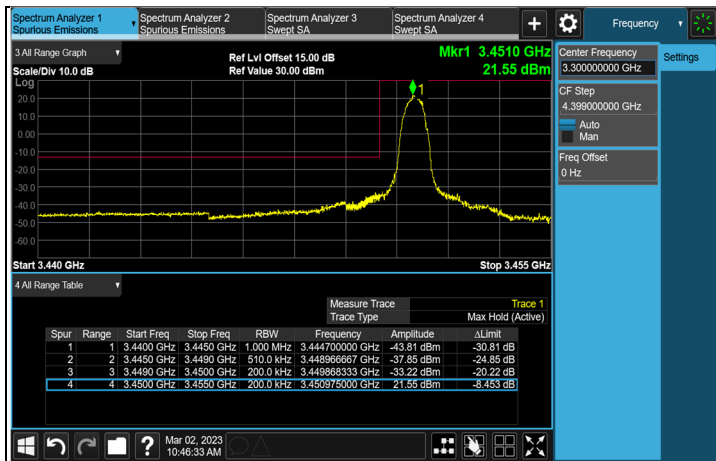 Spectrum Analyzer 1
Spurious Emissions
Spectrum Analyzer 2
Spurious Emissions
Spectrum Analyzer 3
Swept SA
Spectrum Analyzer 4
Swept SA
+
Frequency
3 All Range Graph
Ref Lvl Offset 15.00 dB
Mkr1 3.4510 GHz
Scale/Div 10.0 dB
Ref Value 30.00 dBm
21.55 dBm
Log
1
20.0
10.0
0.00
-10.0
-20.0
-30.0
-40.0
-50.0
-60.0
Start 3.440 GHz
Stop 3.455 GHz
Center Frequency
3.300000000 GHz
Settings
CF Step
4.399000000 GHz
Auto
Man
Freq Offset
0 Hz
4 All Range Table
Measure Trace Trace 1
Trace Type Max Hold (Active)
Spur Range Start Freq Stop Freq RBW Frequency Amplitude ΔLimit
1 1 3.4400 GHz 3.4450 GHz 1.000 MHz 3.444700000 GHz -43.81 dBm -30.81 dB
2 2 3.4450 GHz 3.4490 GHz 510.0 kHz 3.448966667 GHz -37.85 dBm -24.85 dB
3 3 3.4490 GHz 3.4500 GHz 200.0 kHz 3.449868333 GHz -33.22 dBm -20.22 dB
4 4 3.4500 GHz 3.4550 GHz 200.0 kHz 3.450975000 GHz 21.55 dBm -8.453 dB
?
Mar 02, 2023
10:46:33 AM